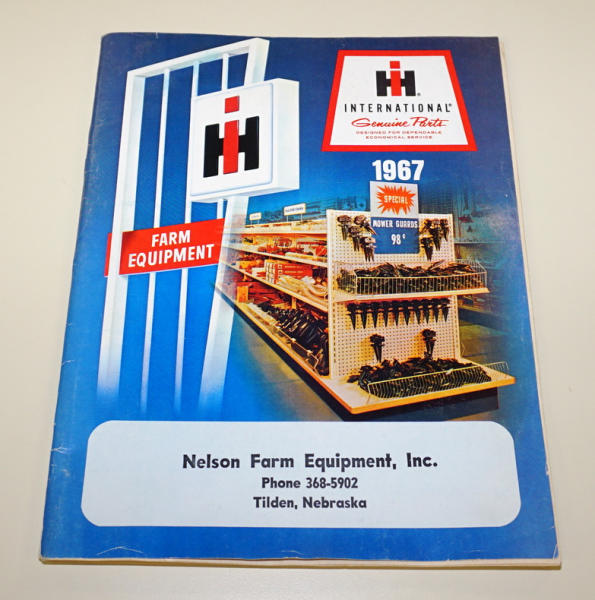 IH
INTERNATIONAL®
Genuine Parts
DESIGNED FOR DEPENDABLE
ECONOMICAL SERVICE
IH
1967
SPECIAL
MOWER GUARDS
98¢
FARM
EQUIPMENT
Nelson Farm Equipment, Inc.
Phone 368-5902
Tilden, Nebraska